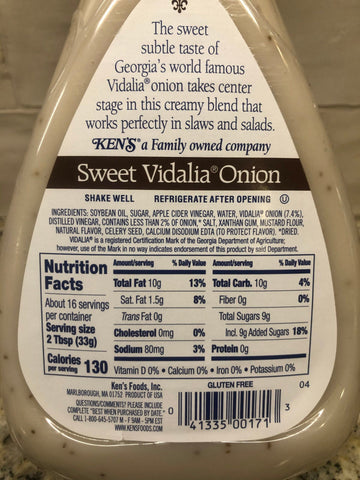 The sweet
subtle taste of
Georgia's world famous
Vidalia® onion takes center
stage in this creamy blend that
works perfectly in slaws and salads.
KEN'S® a Family owned company
Sweet Vidalia® Onion
SHAKE WELL REFRIGERATE AFTER OPENING U
INGREDIENTS: SOYBEAN OIL, SUGAR, APPLE CIDER VINEGAR, WATER, VIDALIA® ONION (7.4%),
DISTILLED VINEGAR, CONTAINS LESS THAN 2% OF ONION,* SALT, XANTHAN GUM, MUSTARD FLOUR,
NATURAL FLAVOR, CELERY SEED, CALCIUM DISODIUM EDTA (TO PROTECT FLAVOR). *DRIED.
VIDALIA® is a registered Certification Mark of the Georgia Department of Agriculture;
however, use of the Mark in no way indicates endorsement of this product by said Department.
Nutrition
Facts
About 16 servings
per container
Serving size
2 Tbsp (33g)
Calories
per serving 130
Amount/serving % Daily Value
Total Fat 10g 13%
Sat. Fat 1.5g 8%
Trans Fat 0g
Cholesterol 0mg 0%
Sodium 80mg 3%
Amount/serving % Daily Value
Total Carb. 10g 4%
Fiber 0g 0%
Total Sugars 9g
Incl. 9g Added Sugars 18%
Protein 0g
Vitamin D 0% • Calcium 0% • Iron 0% • Potassium 0%
Ken's Foods, Inc.
MARLBOROUGH, MA 01752 PRODUCT OF USA
QUESTIONS/COMMENTS? PLEASE INCLUDE
COMPLETE "BEST WHEN PURCHASED BY DATE."
CALL 1-800-645-5707 M - F 9AM - 5PM EST
WWW.KENSFOODS.COM
GLUTEN FREE 04
0 41335 00171 3